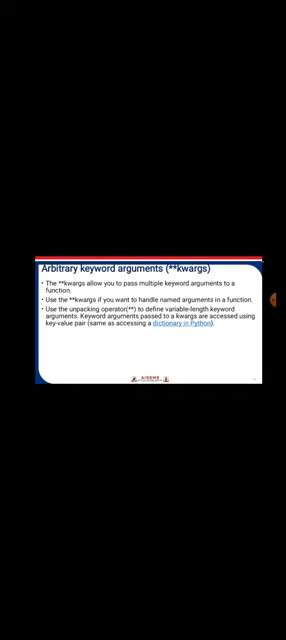 Arbitrary keyword arguments (**kwargs)
• The **kwargs allow you to pass multiple keyword arguments to a
function.
• Use the **kwargs if you want to handle named arguments in a function.
• Use the unpacking operator(**) to define variable-length keyword
arguments. Keyword arguments passed to a kwargs are accessed using
key-value pair (same as accessing a dictionary in Python).
AISSMS